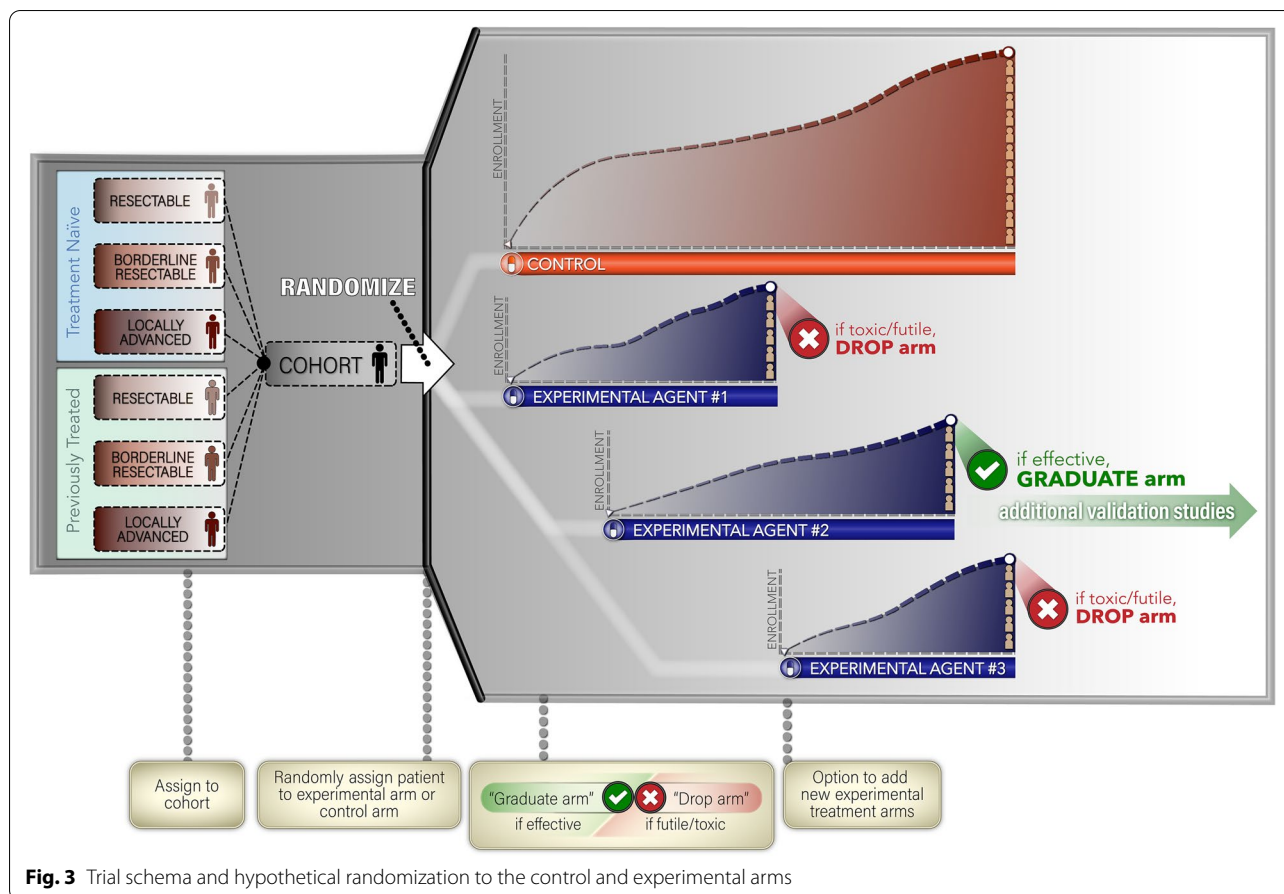 Treatment Naïve
RESECTABLE
BORDERLINE
RESECTABLE
LOCALLY
ADVANCED
Previously Treated
RESECTABLE
BORDERLINE
RESECTABLE
LOCALLY
ADVANCED
COHORT
RANDOMIZE
ENROLLMENT
CONTROL
ENROLLMENT
EXPERIMENTAL AGENT #1
if toxic/futile,
DROP arm
ENROLLMENT
EXPERIMENTAL AGENT #2
if effective,
GRADUATE arm
additional validation studies
ENROLLMENT
EXPERIMENTAL AGENT #3
if toxic/futile,
DROP arm
Assign to
cohort
Randomly assign patient
to experimental arm or
control arm
"Graduate arm"
if effective
"Drop arm"
if futile/toxic
Option to add
new experimental
treatment arms
Fig. 3 Trial schema and hypothetical randomization to the control and experimental arms